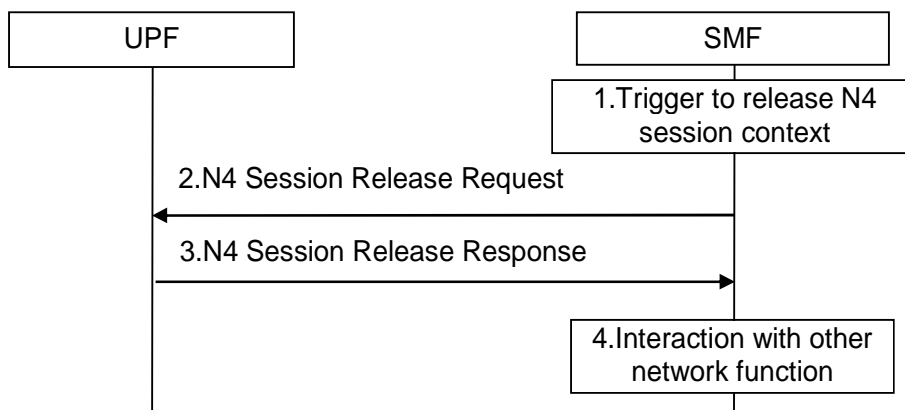 UPF
SMF
1.Trigger to release N4
session context
2.N4 Session Release Request
3.N4 Session Release Response
4.Interaction with other
network function